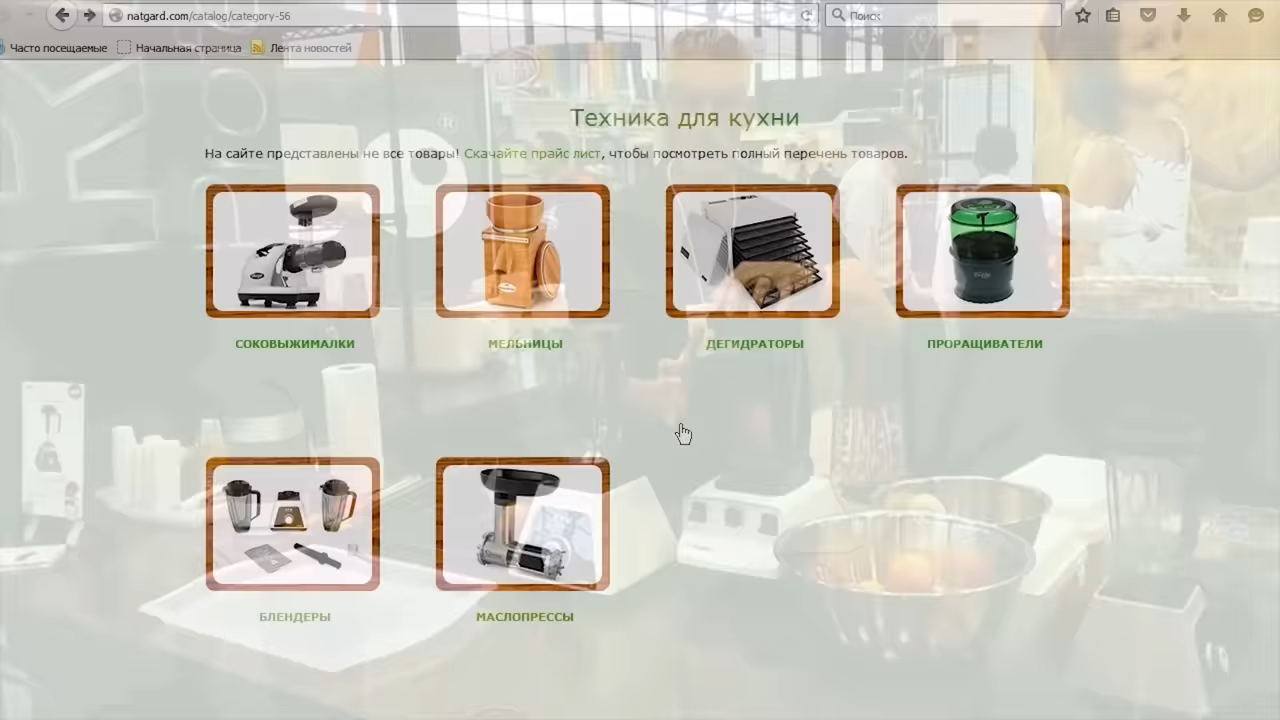 natgard.com/catalog/category-56
Поиск
Часто посещаемые
Начальная страница
Лента новостей
Техника для кухни
На сайте представлены не все товары! Скачайте прайс лист, чтобы посмотреть полный перечень товаров.
СОКОВЫЖИМАЛКИ
МЕЛЬНИЦЫ
ДЕГИДРАТОРЫ
ПРОРАЩИВАТЕЛИ
БЛЕНДЕРЫ
МАСЛОПРЕССЫ